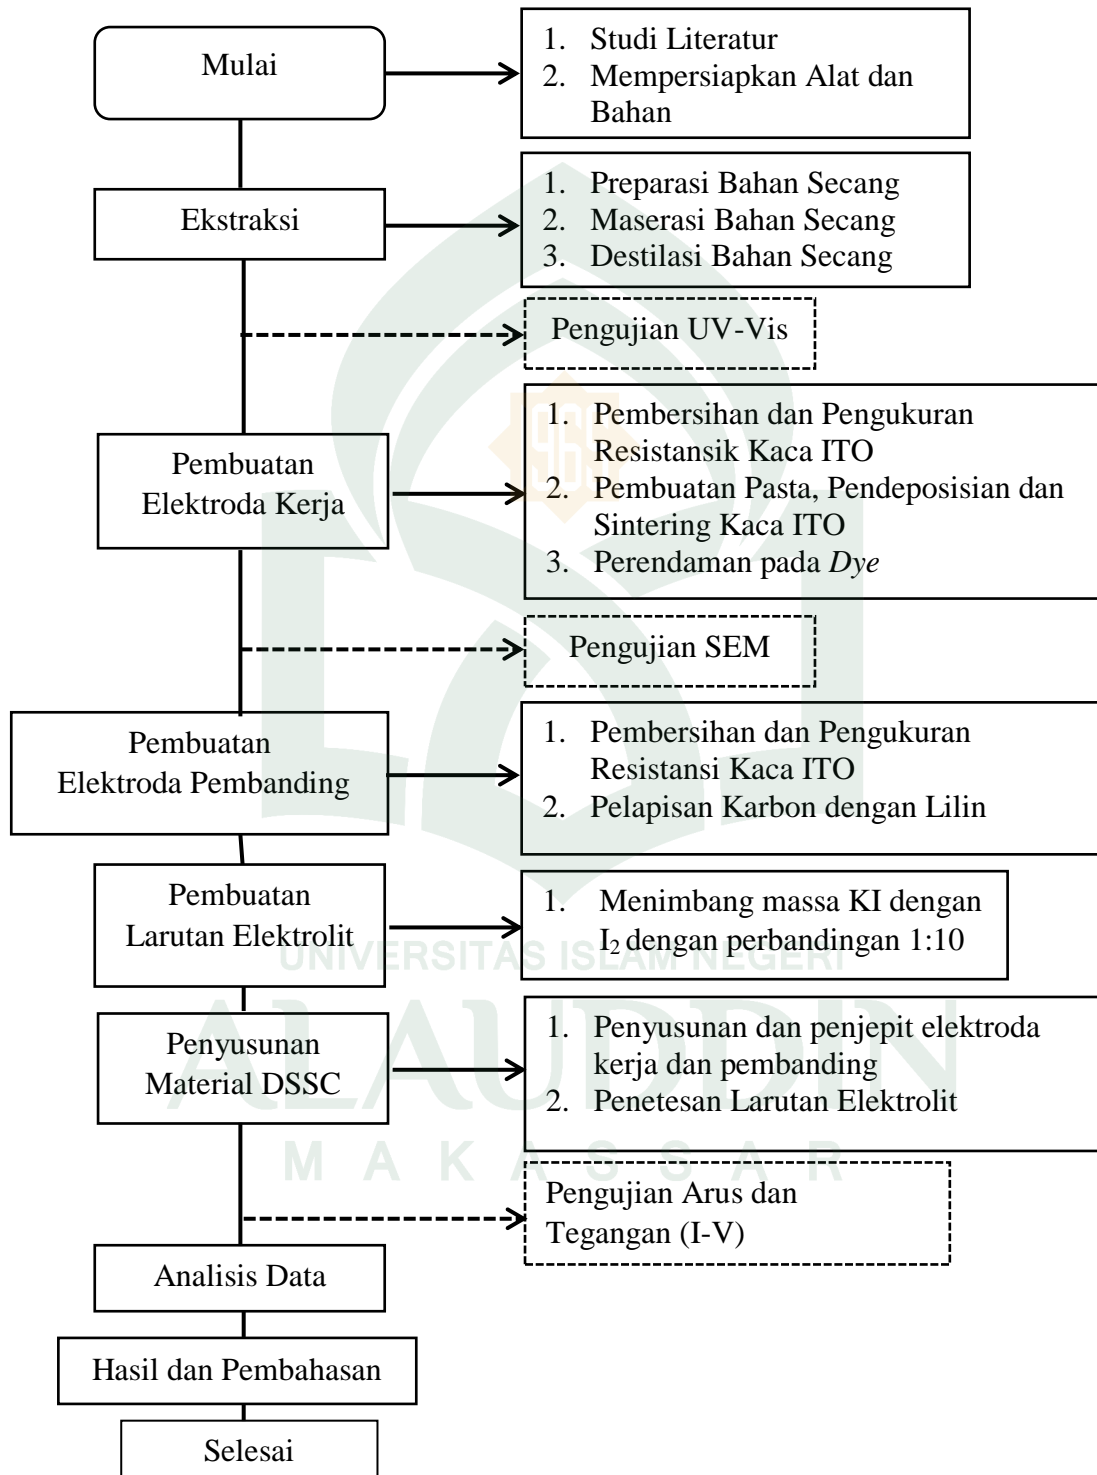 Mulai
1. Studi Literatur
2. Mempersiapkan Alat dan
Bahan
Ekstraksi
1. Preparasi Bahan Secang
2. Maserasi Bahan Secang
3. Destilasi Bahan Secang
Pengujian UV-Vis
Pembuatan
Elektroda Kerja
1. Pembersihan dan Pengukuran
Resistansik Kaca ITO
2. Pembuatan Pasta, Pendeposisian dan
Sintering Kaca ITO
3. Perendaman pada Dye
Pengujian SEM
Pembuatan
Elektroda Pembanding
1. Pembersihan dan Pengukuran
Resistansi Kaca ITO
2. Pelapisan Karbon dengan Lilin
Pembuatan
Larutan Elektrolit
1. Menimbang massa KI dengan
I₂ dengan perbandingan 1:10
UNIVERSITAS ISLAM NEGERI
ALAUDDIN
MAKASSAR
Penyusunan
Material DSSC
1. Penyusunan dan penjepit elektroda
kerja dan pembanding
2. Penetesan Larutan Elektrolit
Pengujian Arus dan
Tegangan (I-V)
Analisis Data
Hasil dan Pembahasan
Selesai